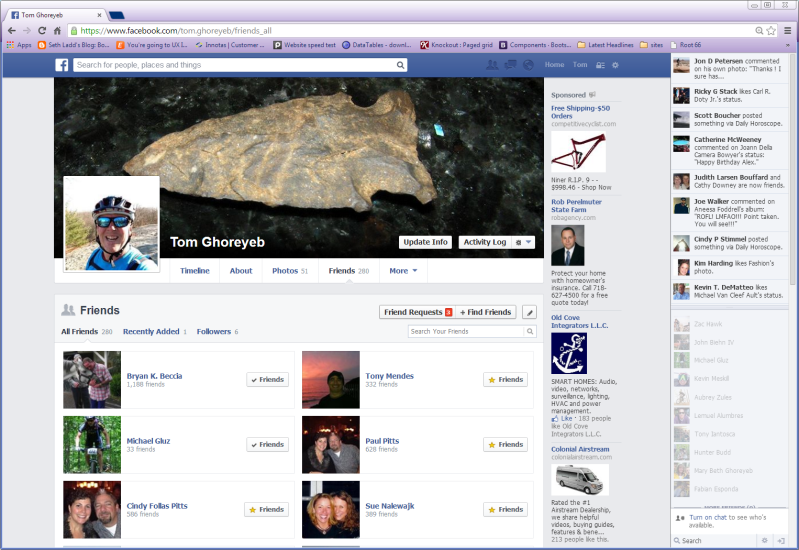 Tom Ghoreyeb
https://www.facebook.com/tom.ghoreyeb/friends_all
Apps Seth Ladd's Blog: Bo... You're going to UX I... Innotas | Customer ... Website speed test DataTables - downl... Knockout : Paged grid Components · Boots... Latest Headlines sites Root66
Search for people, places and things
Home Tom
Tom Ghoreyeb
Update Info
Activity Log
Timeline About Photos 51 Friends 280 More
Friends
Friend Requests 3
+ Find Friends
All Friends 280 Recently Added 1 Followers 6
Search Your Friends
Bryan K. Beccia
1,188 friends
Friends
Tony Mendes
332 friends
Friends
Michael Gluz
33 friends
Friends
Paul Pitts
628 friends
Friends
Cindy Follas Pitts
586 friends
Friends
Sue Nalewajk
389 friends
Friends
Sponsored
Free Shipping-$50
Orders
competitivecyclist.com
Niner R.I.P. 9 - -
$998.46 - Shop Now
Rob Perelmuter
State Farm
robagency.com
Protect your home
with homeowner's
insurance. Call 718-
627-4500 for a free
quote today!
Old Cove
Integrators L.L.C.
SMART HOMES: Audio,
video, networks,
surveillance, lighting,
HVAC and power
management.
Like · 183 people
like Old Cove
Integrators L.L.C.
Colonial Airstream
colonialairstream.com
Rated the #1
Airstream Dealership,
we share helpful
videos, buying guides,
features & bene...
213 people like this.
Jon D Petersen commented
on his own photo: "Thanks ! I
sure has...
Ricky G Stack likes Carl R.
Doty Jr.'s status.
Scott Boucher posted
something via Daily Horoscope.
Catherine McWeeney
commented on Joann Della
Camera Bowyer's status:
"Happy Birthday Alex."
Judith Larsen Bouffard and
Cathy Downey are now friends.
Joe Walker commented on
Aneesa Foddrell's album:
"ROFL! LMFAO!!! Point taken.
You will see!!!"
Cindy P Stimmel posted
something via Daily Horoscope.
Kim Harding likes Fashion's
photo.
Kevin T. DeMatteo likes
Michael Van Cleef Ault's status.
Zac Hawk
John Biehn IV
Michael Gluz
Kevin Meskill
Aubrey Zules
Lemual Alumbres
Tony Iantosca
Hunter Budd
Mary Beth Ghoreyeb
Fabian Esponda
Turn on chat to see who's
available.
Search